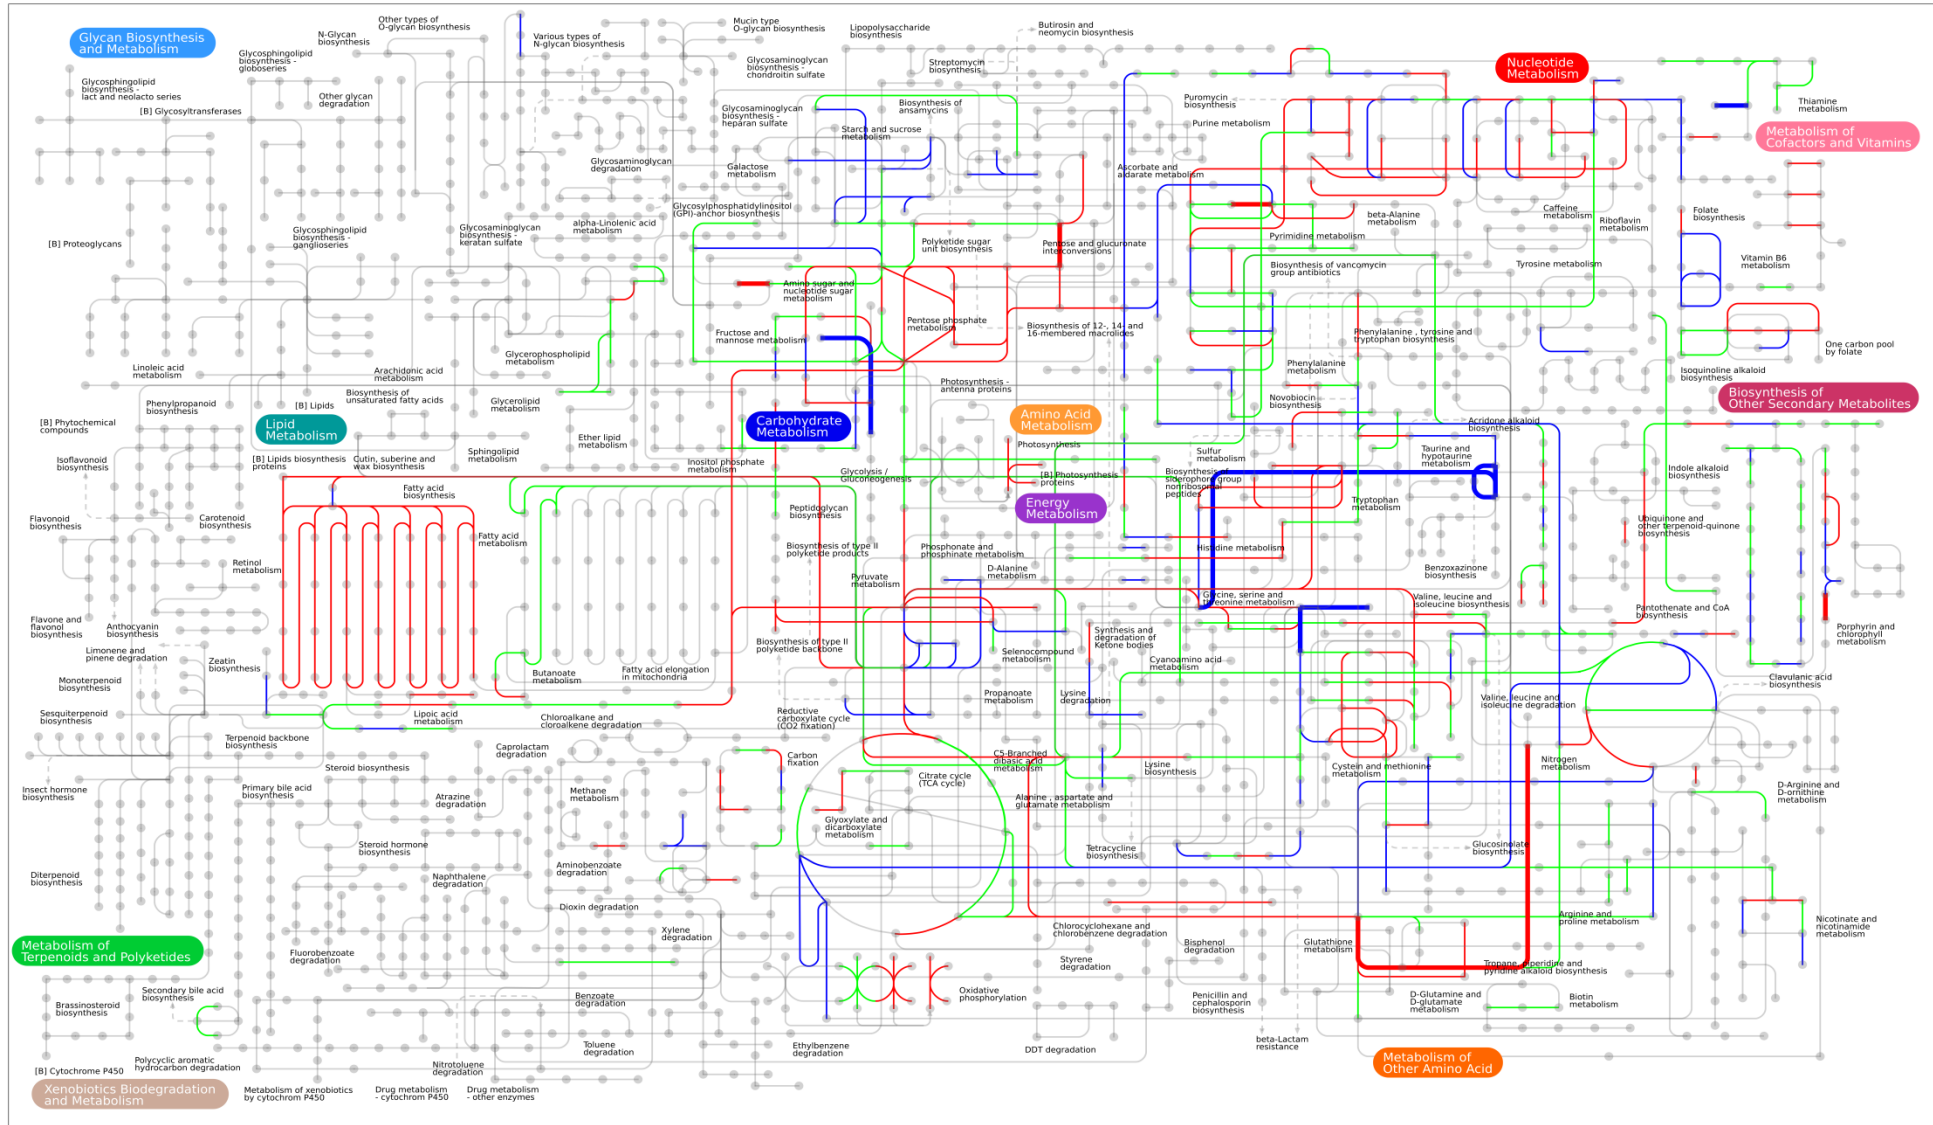 Glycan Biosynthesis
and Metabolism
Other types of
O-glycan biosynthesis
N-Glycan
biosynthesis
Various types of
N-glycan biosynthesis
Mucin type
O-glycan biosynthesis
Lipopolysaccharide
biosynthesis
Butirosin and
neomycin biosynthesis
Glycosphingolipid
biosynthesis -
globoseries
Glycosaminoglycan
biosynthesis -
chondroitin sulfate
Streptomycin
biosynthesis
Nucleotide
Metabolism
Glycosphingolipid
biosynthesis -
lact and neolacto series
Other glycan
degradation
[B] Glycosyltransferases
Glycosaminoglycan
biosynthesis -
heparan sulfate
Biosynthesis of
ansamycins
Puromycin
biosynthesis
Thiamine
metabolism
Starch and sucrose
metabolism
Purine metabolism
Metabolism of
Cofactors and Vitamins
Glycosaminoglycan
degradation
Galactose
metabolism
Ascorbate and
aldarate metabolism
Glycosylphosphatidylinositol
(GPI)-anchor biosynthesis
alpha-Linolenic acid
metabolism
beta-Alanine
metabolism
Caffeine
metabolism
Riboflavin
metabolism
Folate
biosynthesis
[B] Proteoglycans
Glycosphingolipid
biosynthesis -
ganglioseries
Glycosaminoglycan
biosynthesis -
keratan sulfate
Polyketide sugar
unit biosynthesis
Pentose and glucuronate
interconversions
Pyrimidine metabolism
Biosynthesis of vancomycin
group antibiotics
Tyrosine metabolism
Vitamin B6
metabolism
Amino sugar and
nucleotide sugar
metabolism
Fructose and
mannose metabolism
Pentose phosphate
metabolism
Biosynthesis of 12-, 14- and
16-membered macrolides
Phenylalanine , tyrosine and
tryptophan biosynthesis
One carbon pool
by folate
Glycerophospholipid
metabolism
Linoleic acid
metabolism
Arachidonic acid
metabolism
Phenylalanine
metabolism
Isoquinoline alkaloid
biosynthesis
Photosynthesis -
antenna proteins
Novobiocin
biosynthesis
Biosynthesis of
Other Secondary Metabolites
Phenylpropanoid
biosynthesis
[B] Lipids
Biosynthesis of
unsaturated fatty acids
Glycerolipid
metabolism
[B] Phytochemical
compounds
Lipid
Metabolism
Carbohydrate
Metabolism
Amino Acid
Metabolism
Acridone alkaloid
biosynthesis
Ether lipid
metabolism
Photosynthesis
Sulfur
metabolism
Taurine and
hypotaurine
metabolism
Isoflavonoid
biosynthesis
[B] Lipids biosynthesis
proteins
Cutin, suberine and
wax biosynthesis
Sphingolipid
metabolism
Inositol phosphate
metabolism
Glycolysis /
Gluconeogenesis
[B] Photosynthesis
proteins
Biosynthesis of
siderophore group
nonribosomal
peptides
Indole alkaloid
biosynthesis
Fatty acid
biosynthesis
Energy
Metabolism
Tryptophan
metabolism
Flavonoid
biosynthesis
Carotenoid
biosynthesis
Fatty acid
metabolism
Peptidoglycan
biosynthesis
Ubiquinone and
other terpenoid-quinone
biosynthesis
Biosynthesis of type II
polyketide products
Phosphonate and
phosphinate metabolism
Histidine metabolism
Retinol
metabolism
Pyruvate
metabolism
D-Alanine
metabolism
Benzoxazinone
biosynthesis
Glycine, serine and
threonine metabolism
Valine, leucine and
isoleucine biosynthesis
Pantothenate and CoA
biosynthesis
Flavone and
flavonol
biosynthesis
Anthocyanin
biosynthesis
Biosynthesis of type II
polyketide backbone
Synthesis and
degradation of
Ketone bodies
Porphyrin and
chlorophyll
metabolism
Limonene and
pinene degradation
Zeatin
biosynthesis
Selenocompound
metabolism
Cyanoamino acid
metabolism
Monoterpenoid
biosynthesis
Butanoate
metabolism
Fatty acid elongation
in mitochondria
Propanoate
metabolism
Lysine
degradation
Clavulanic acid
biosynthesis
Sesquiterpenoid
biosynthesis
Lipoic acid
metabolism
Chloroalkane and
cloroalkene degradation
Reductive
carboxylate cycle
(CO2 fixation)
Valine, leucine and
isoleucine degradation
Terpenoid backbone
biosynthesis
Caprolactam
degradation
Carbon
fixation
C5-Branched
dibasic acid
metabolism
Lysine
biosynthesis
Cystein and methionine
metabolism
Nitrogen
metabolism
Steroid biosynthesis
Citrate cycle
(TCA cycle)
Insect hormone
biosynthesis
Primary bile acid
biosynthesis
Atrazine
degradation
Methane
metabolism
Alanine , aspartate and
glutamate metabolism
D-Arginine and
D-ornithine
metabolism
Glyoxylate and
dicarboxylate
metabolism
Steroid hormone
biosynthesis
Tetracycline
biosynthesis
Glucosinolate
biosynthesis
Diterpenoid
biosynthesis
Naphthalene
degradation
Aminobenzoate
degradation
Dioxin degradation
Arginine and
proline metabolism
Nicotinate and
nicotinamide
metabolism
Xylene
degradation
Chlorocyclohexane and
chlorobenzene degradation
Metabolism of
Terpenoids and Polyketides
Fluorobenzoate
degradation
Bisphenol
degradation
Glutathione
metabolism
Styrene
degradation
Tropane, piperidine and
pyridine alkaloid biosynthesis
Secondary bile acid
biosynthesis
Benzoate
degradation
Oxidative
phosphorylation
Penicillin and
cephalosporin
biosynthesis
D-Glutamine and
D-glutamate
metabolism
Biotin
metabolism
Brassinosteroid
biosynthesis
Toluene
degradation
Ethylbenzene
degradation
DDT degradation
beta-Lactam
resistance
[B] Cytochrome P450
Polycyclic aromatic
hydrocarbon degradation
Nitrotoluene
degradation
Metabolism of
Other Amino Acid
Xenobiotics Biodegradation
and Metabolism
Metabolism of xenobiotics
by cytochrom P450
Drug metabolism
- cytochrom P450
Drug metabolism
- other enzymes